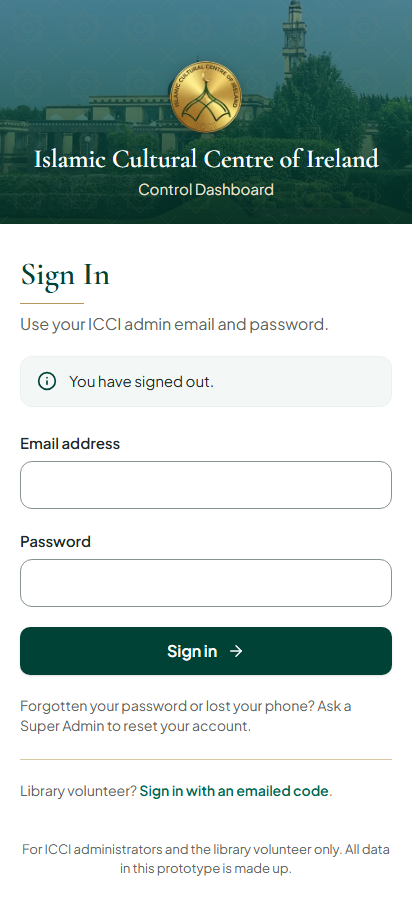 ISLAMIC CULTURAL CENTRE OF IRELAND
Islamic Cultural Centre of Ireland
Control Dashboard
Sign In
Use your ICCI admin email and password.
You have signed out.
Email address
Password
Sign in →
Forgotten your password or lost your phone? Ask a
Super Admin to reset your account.
Library volunteer? Sign in with an emailed code.
For ICCI administrators and the library volunteer only. All data
in this prototype is made up.